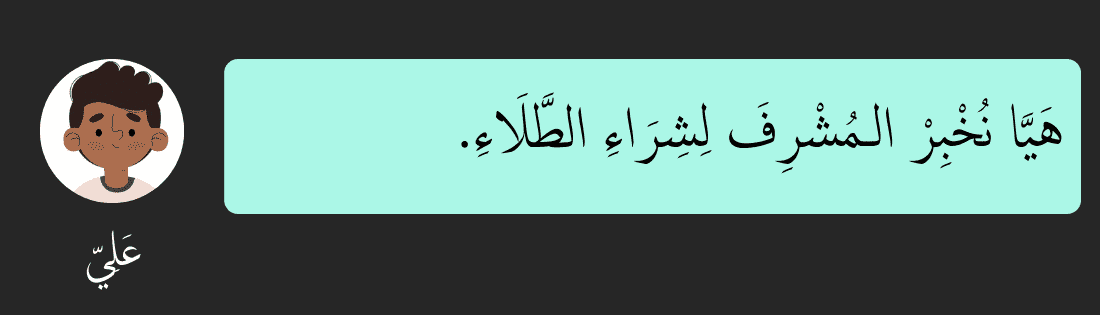 هَيَّا نُخْبِرْ الـمُشْرِفَ لِشِرَاءِ الطَّلَاءِ.
عَلِيّ